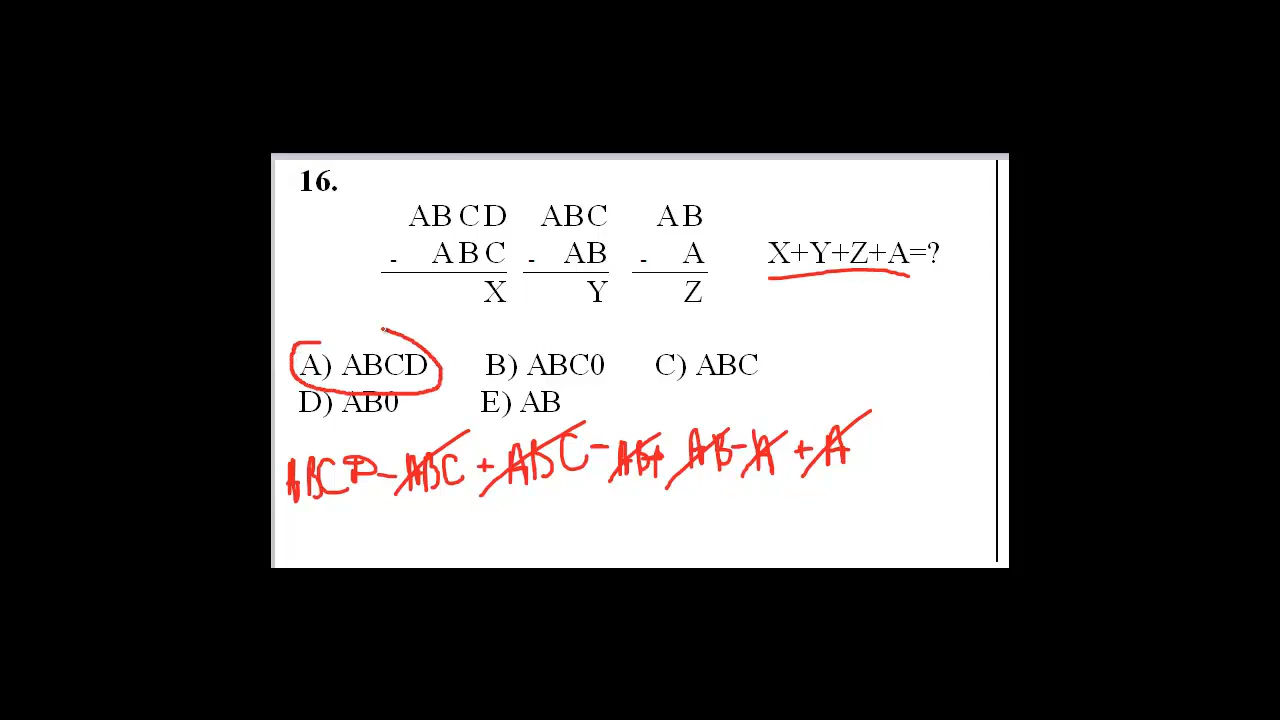 16.
ABCD ABC AB
- ABC - AB - A X+Y+Z+A=?
X Y Z
A) ABCD B) ABC0 C) ABC
D) AB0 E) AB
ABCD - ABC + ABC - AB + AB - A + A